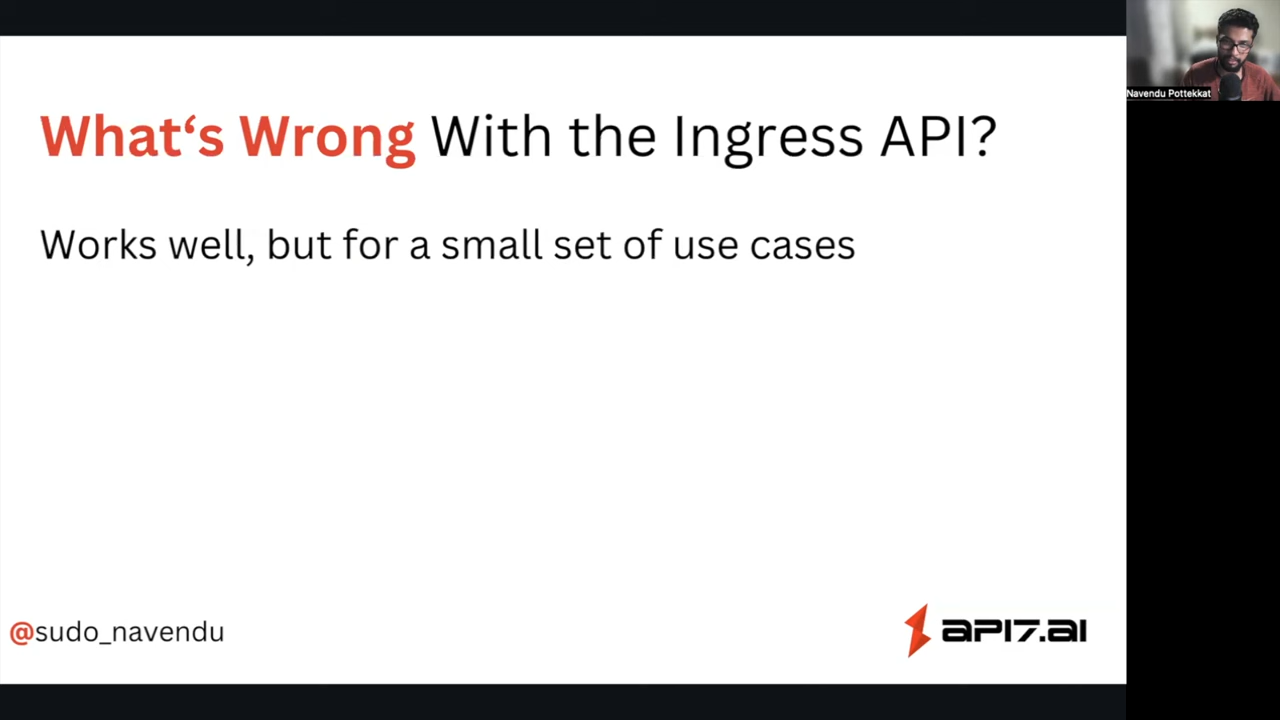 What‘s Wrong With the Ingress API?
Works well, but for a small set of use cases
@sudo_navendu
API7.AI
Navendu Pottekkat